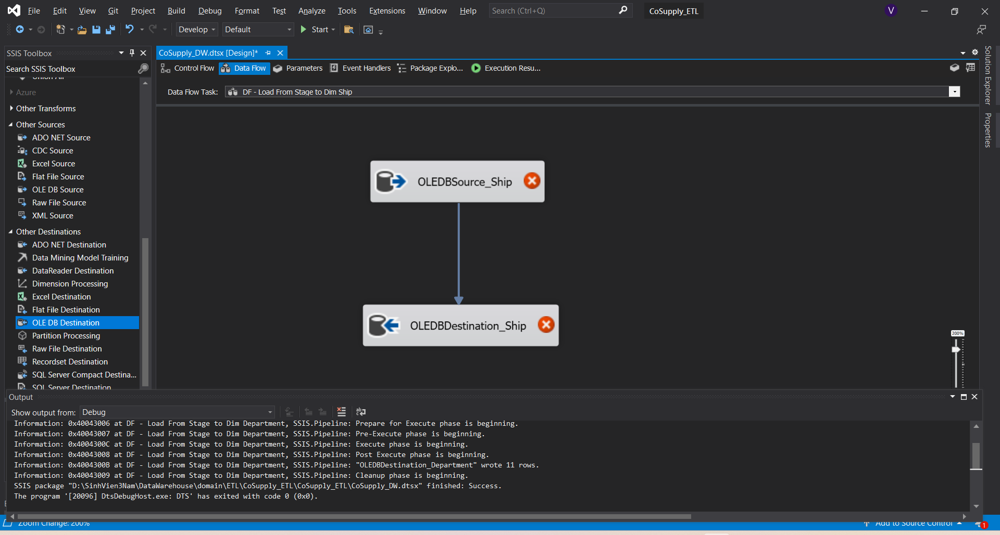 File Edit View Git Project Build Debug Format Test Analyze Tools Extensions Window Help Search (Ctrl+Q) CoSupply_ETL V
Develop Default Start
SSIS Toolbox
Search SSIS Toolbox
Union All
Azure
Other Transforms
Other Sources
ADO NET Source
CDC Source
Excel Source
Flat File Source
OLE DB Source
Raw File Source
XML Source
Other Destinations
ADO NET Destination
Data Mining Model Training
DataReader Destination
Dimension Processing
Excel Destination
Flat File Destination
OLE DB Destination
Partition Processing
Raw File Destination
Recordset Destination
SQL Server Compact Destina...
SQL Server Destination
CoSupply_DW.dtsx [Design]*
Control Flow Data Flow Parameters Event Handlers Package Explo... Execution Resu...
Data Flow Task: DF - Load From Stage to Dim Ship
OLEDBSource_Ship
OLEDBDestination_Ship
200%
Solution Explorer
Properties
Output
Show output from: Debug
Information: 0x40043006 at DF - Load From Stage to Dim Department, SSIS.Pipeline: Prepare for Execute phase is beginning.
Information: 0x40043007 at DF - Load From Stage to Dim Department, SSIS.Pipeline: Pre-Execute phase is beginning.
Information: 0x4004300C at DF - Load From Stage to Dim Department, SSIS.Pipeline: Execute phase is beginning.
Information: 0x40043008 at DF - Load From Stage to Dim Department, SSIS.Pipeline: Post Execute phase is beginning.
Information: 0x4004300B at DF - Load From Stage to Dim Department, SSIS.Pipeline: "OLEDBDestination_Department" wrote 11 rows.
Information: 0x40043009 at DF - Load From Stage to Dim Department, SSIS.Pipeline: Cleanup phase is beginning.
SSIS package "D:\SinhVien3Nam\DataWarehouse\domain\ETL\CoSupply_ETL\CoSupply_ETL\CoSupply_DW.dtsx" finished: Success.
The program '[20096] DtsDebugHost.exe: DTS' has exited with code 0 (0x0).
Zoom Change: 200% Add to Source Control 1